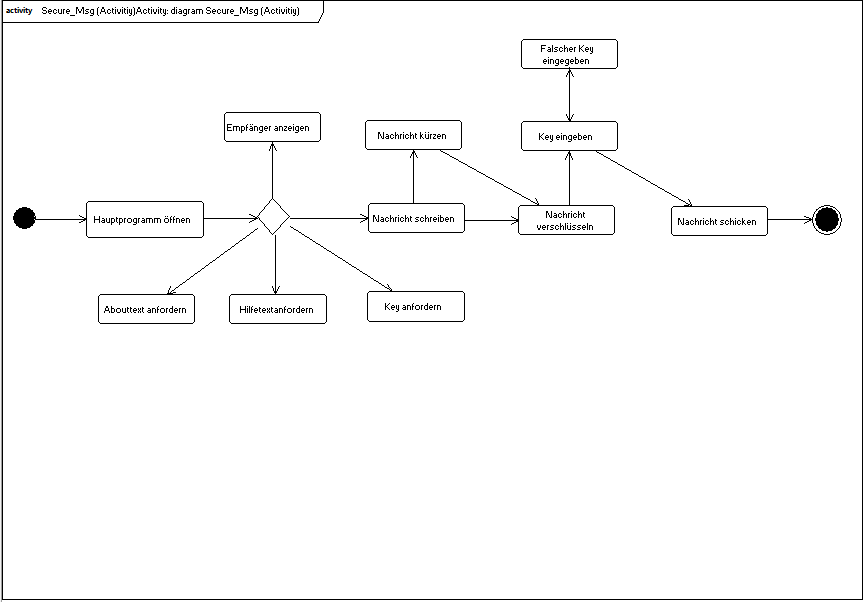 activity Secure_Msg (Activitiy)Activity: diagram Secure_Msg (Activitiy)
Falscher Key
eingegeben
Empfänger anzeigen
Nachricht kürzen
Key eingeben
Hauptprogramm öffnen
Nachricht schreiben
Nachricht
verschlüsseln
Nachricht schicken
Abouttext anfordern
Hilfetextanfordern
Key anfordern